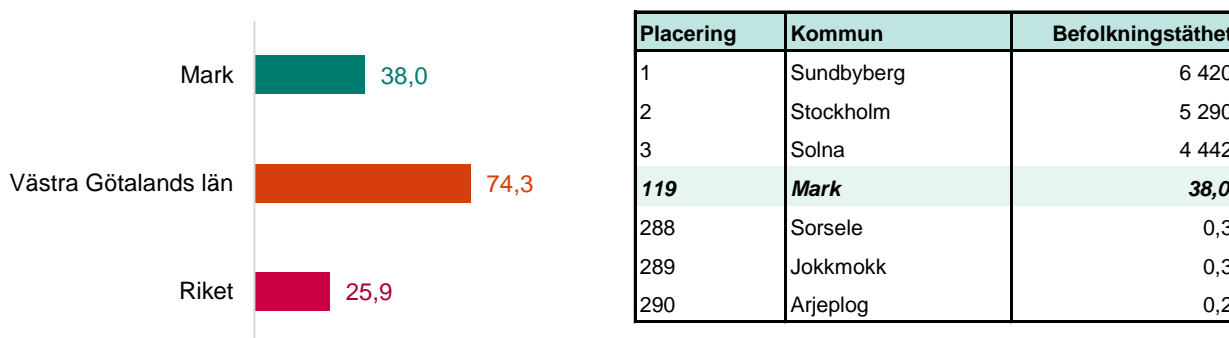 Mark 38,0
Västra Götalands län 74,3
Riket 25,9
Placering Kommun Befolkningstäthet
1 Sundbyberg 6 420
2 Stockholm 5 290
3 Solna 4 442
119 Mark 38,0
288 Sorsele 0,3
289 Jokkmokk 0,3
290 Arjeplog 0,2